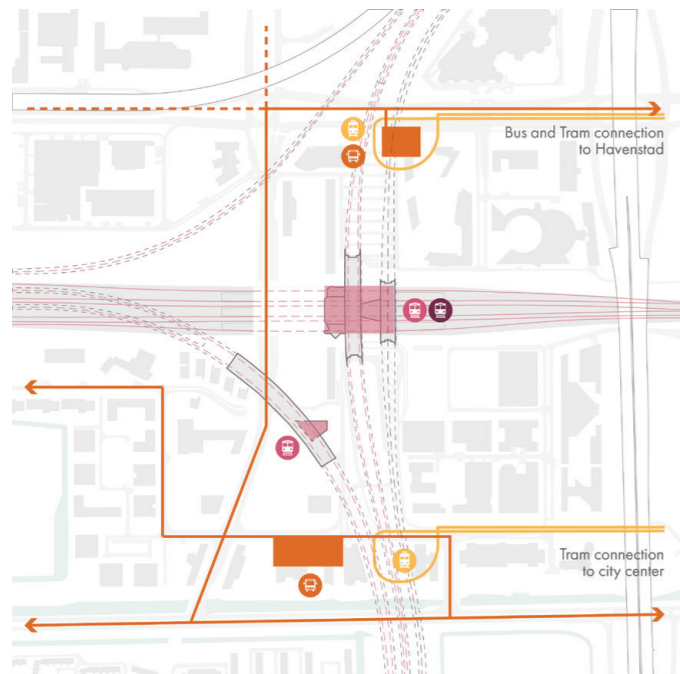 Bus and Tram connection
to Havenstad
Tram connection
to city center